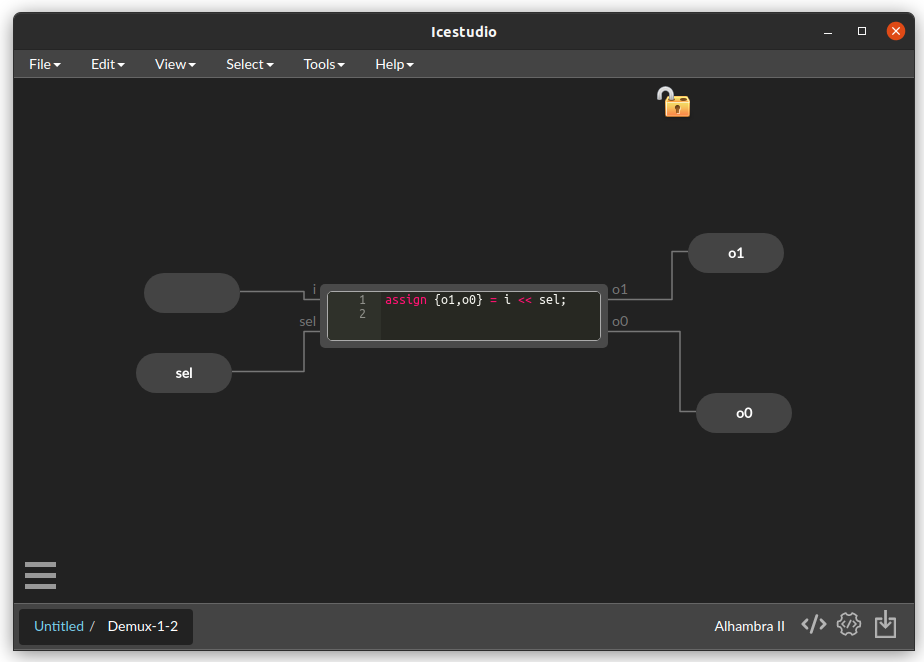 Icestudio
File Edit View Select Tools Help
o1
i
o1
1 assign {o1,o0} = i << sel;
2
sel
o0
sel
o0
Untitled / Demux-1-2
Alhambra II